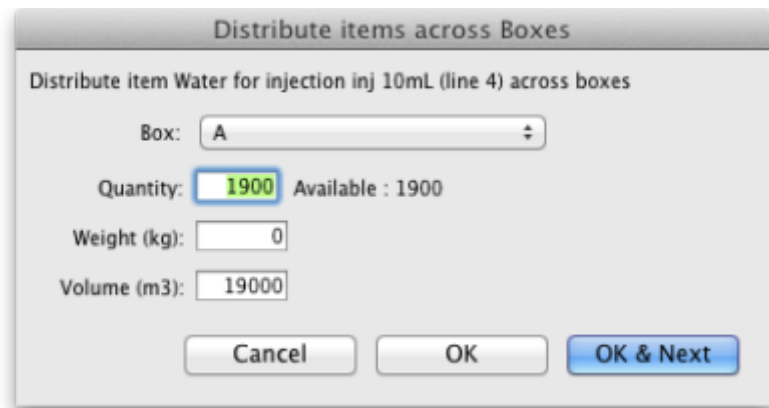 Distribute items across Boxes
Distribute item Water for injection inj 10mL (line 4) across boxes
Box: A
Quantity: 1900 Available : 1900
Weight (kg): 0
Volume (m3): 19000
Cancel OK OK & Next